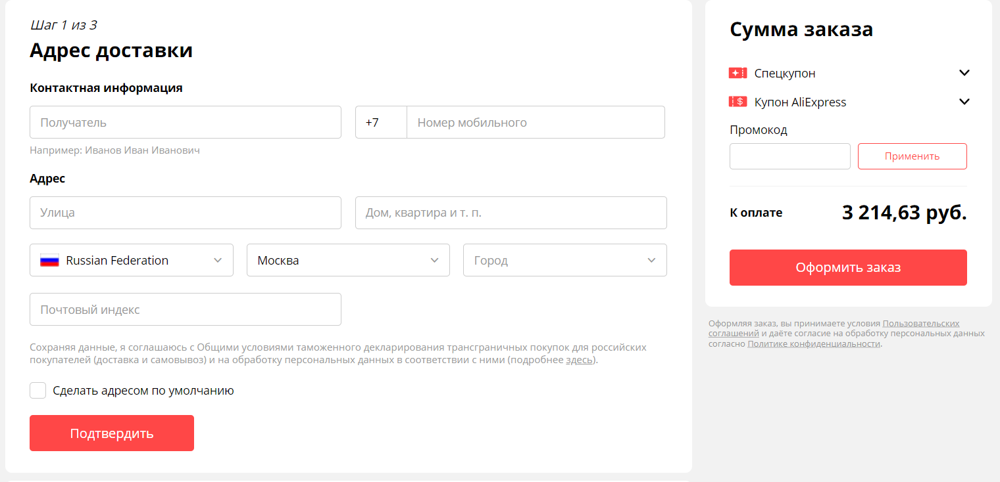 Шаг 1 из 3
Адрес доставки
Контактная информация
Получатель
+7
Номер мобильного
Например: Иванов Иван Иванович
Адрес
Улица
Дом, квартира и т. п.
Russian Federation
Москва
Город
Почтовый индекс
Сохраняя данные, я соглашаюсь с Общими условиями таможенного декларирования трансграничных покупок для российских
покупателей (доставка и самовывоз) и на обработку персональных данных в соответствии с ними (подробнее здесь).
Сделать адресом по умолчанию
Подтвердить
Сумма заказа
Спецкупон
Купон AliExpress
Промокод
Применить
К оплате
3 214,63 руб.
Оформить заказ
Оформляя заказ, вы принимаете условия Пользовательских
соглашений и даёте согласие на обработку персональных данных
согласно Политике конфиденциальности.